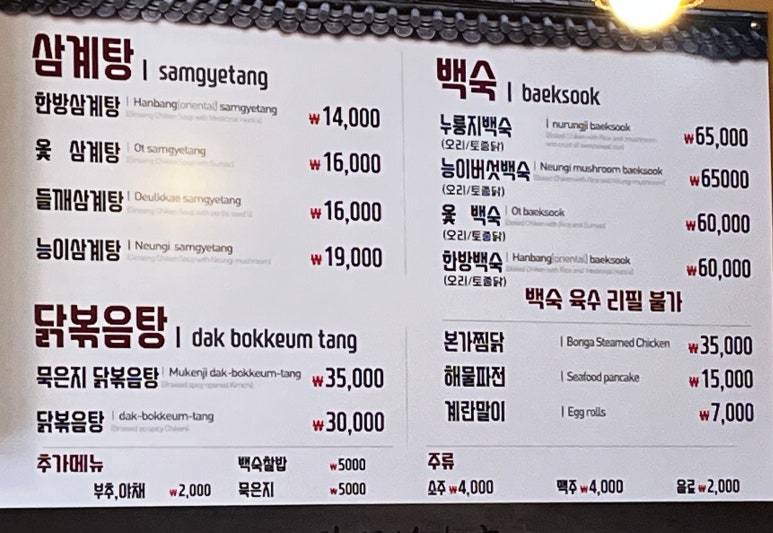 삼계탕 | samgyetang
한방삼계탕 | Hanbang[oriental] samgyetang ₩14,000
옻 삼계탕 | Ot samgyetang ₩16,000
들깨삼계탕 | Deulkkae samgyetang ₩16,000
능이삼계탕 | Neungi samgyetang ₩19,000
닭볶음탕 | dak bokkeum tang
묵은지 닭볶음탕 | Mukenji dak-bokkeum-tang ₩35,000
닭볶음탕 | dak-bokkeum-tang ₩30,000
백숙 | baeksook
누룽지백숙 | nurungji baeksook ₩65,000
(오리/토종닭)
능이버섯백숙 | Neungi mushroom baeksook ₩65000
(오리/토종닭)
옻 백숙 | Ot baeksook ₩60,000
(오리/토종닭)
한방백숙 | Hanbang[oriental] baeksook ₩60,000
(오리/토종닭)
백숙 육수 리필 불가
본가찜닭 | Bonga Steamed Chicken ₩35,000
해물파전 | Seafood pancake ₩15,000
계란말이 | Egg rolls ₩7,000
추가메뉴 백숙찰밥 ₩5000
부추,야채 ₩2,000 묵은지 ₩5000
주류
소주 ₩4,000 맥주 ₩4,000 음료 ₩2,000